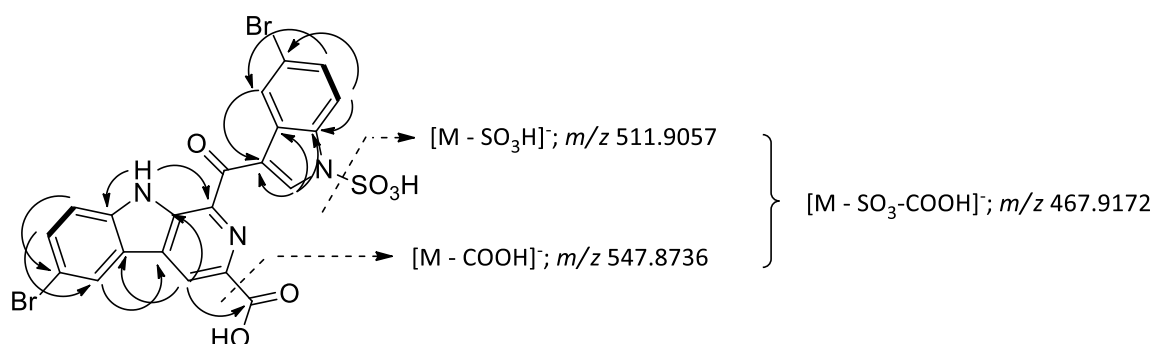 Br
O
[M - SO3H]-; m/z 511.9057
H
N
N
SO3H
[M - SO3-COOH]-; m/z 467.9172
N
[M - COOH]-; m/z 547.8736
Br
O
HO